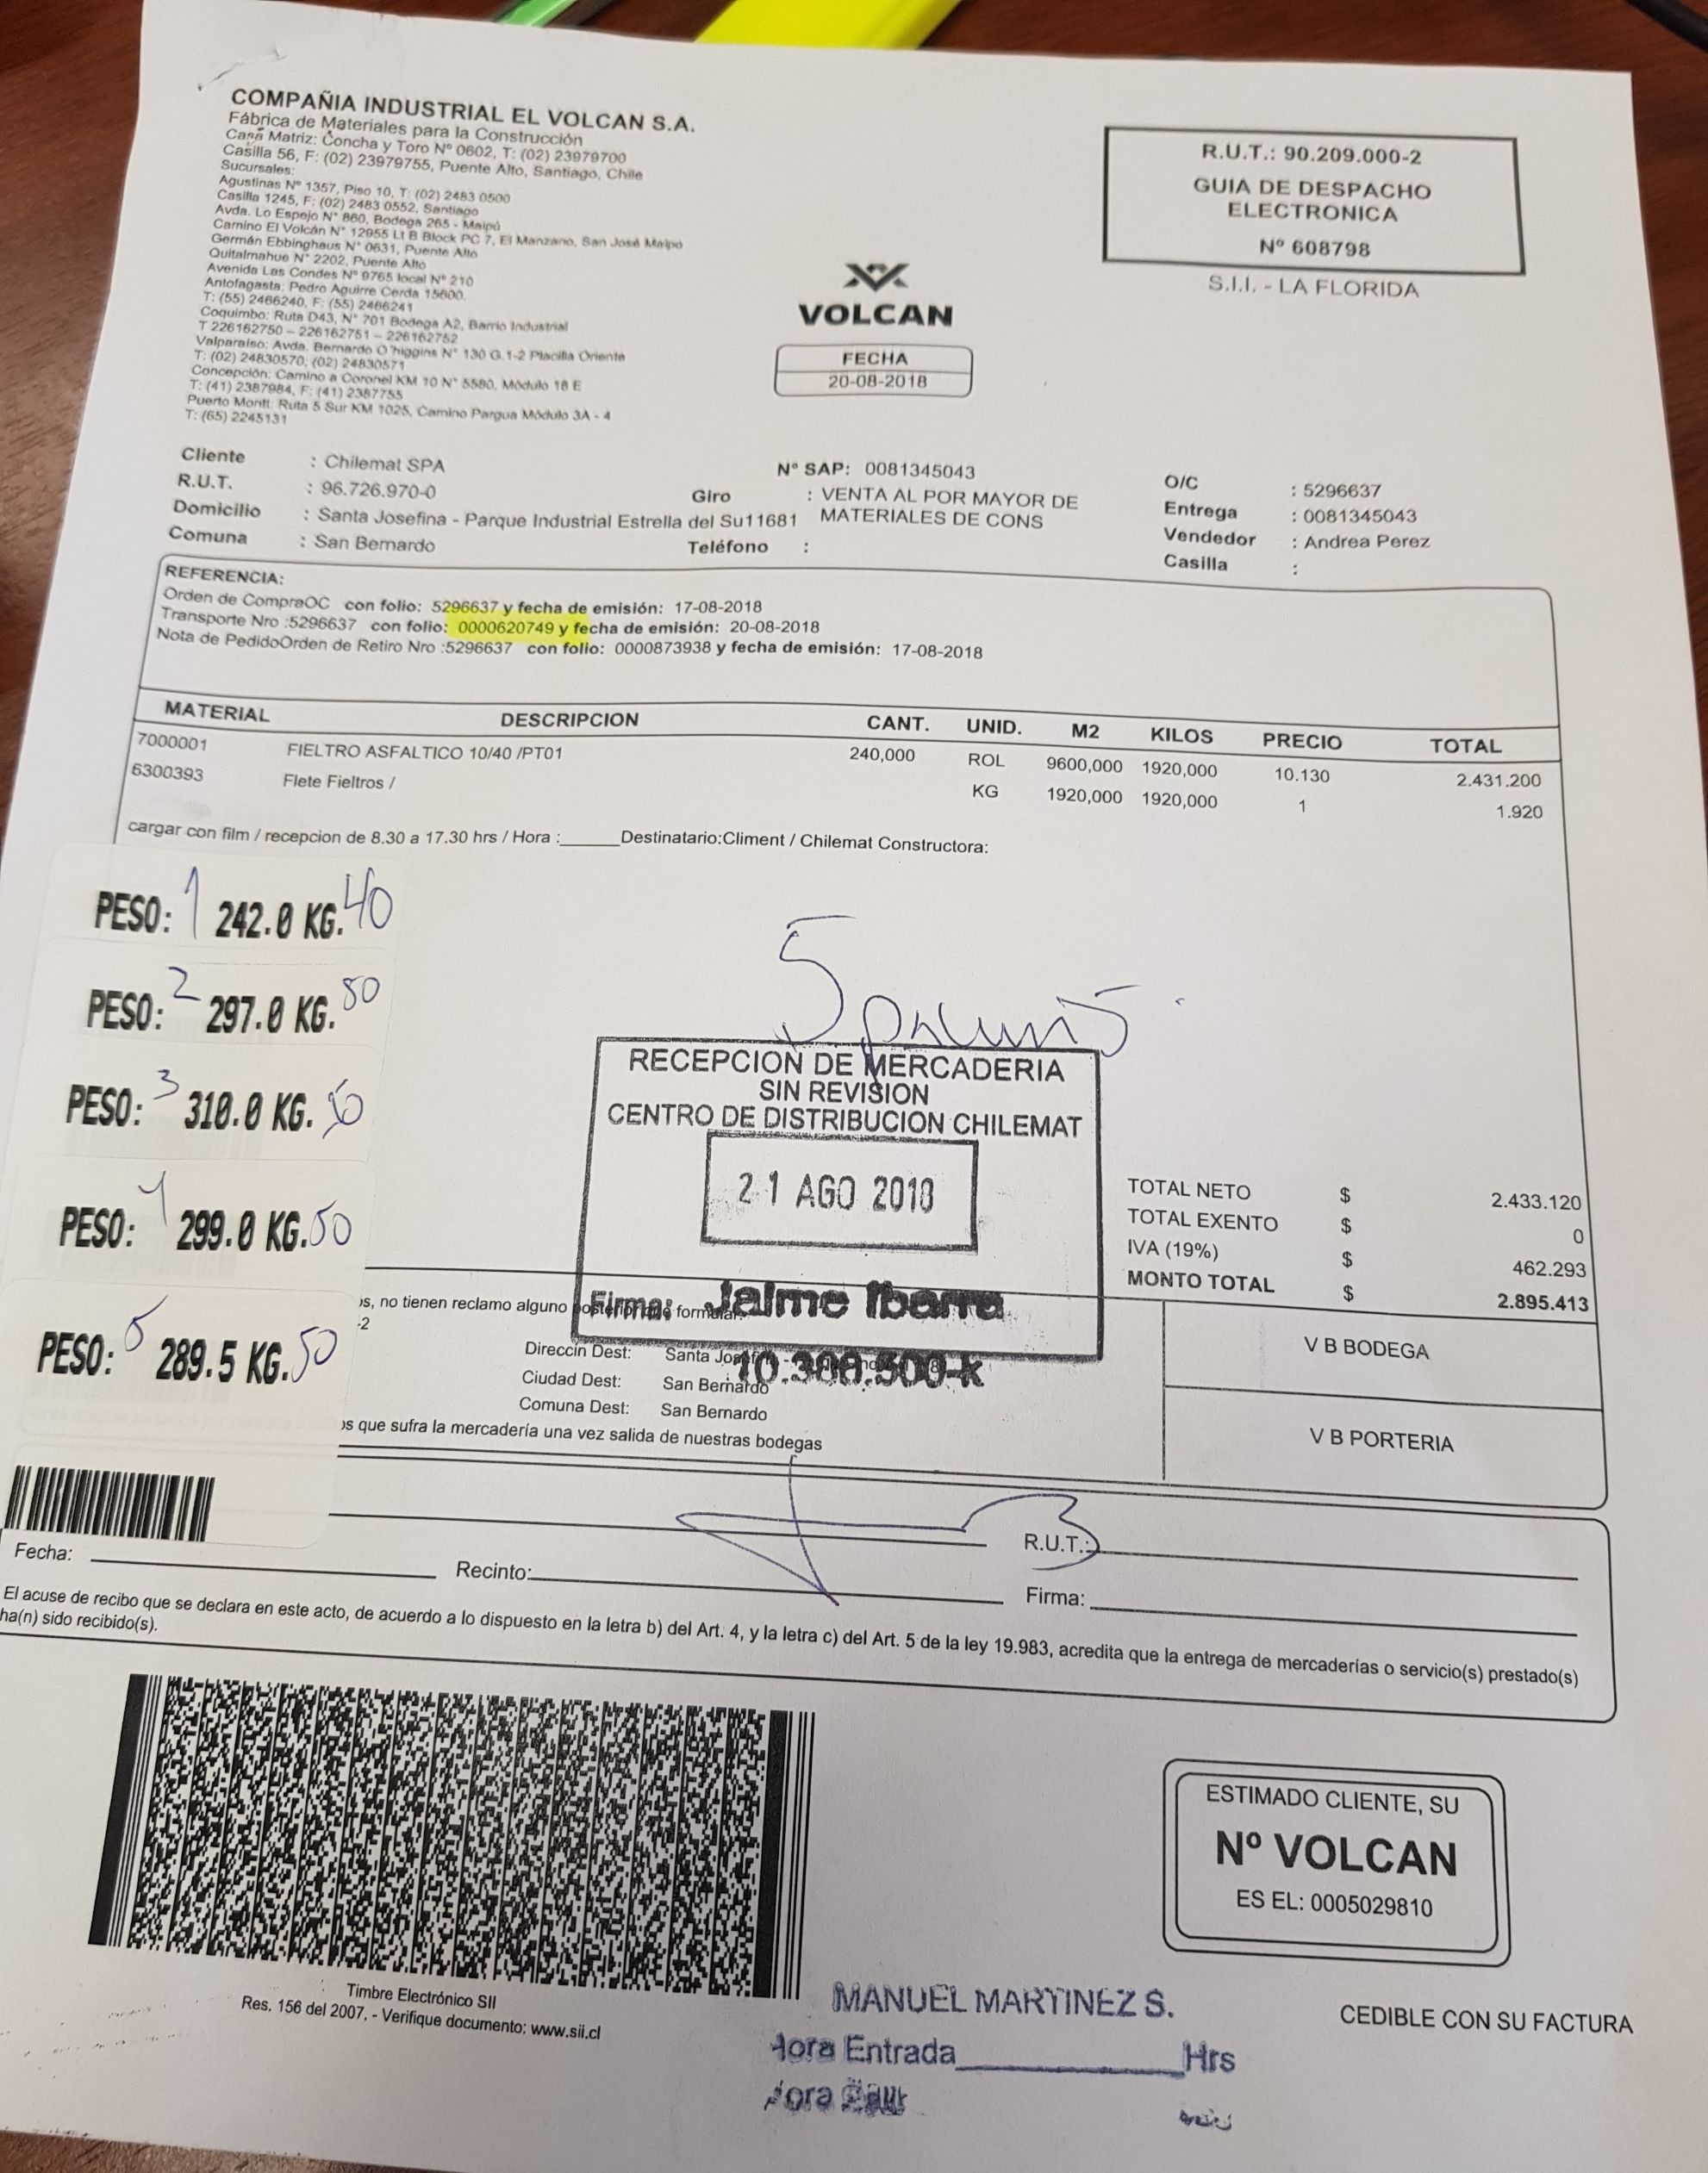 COMPAÑIA INDUSTRIAL EL VOLCAN S.A.
Fábrica de Materiales para la Construcción
Casa Matriz: Concha y Toro Nº 0602, T: (02) 23979700
Casilla 56, F: (02) 23979755, Puente Alto, Santiago, Chile
Sucursales:
Agustinas Nº 1357, Piso 10, T: (02) 2483 0500
Casilla 1245, F: (02) 2483 0552, Santiago
Avda. Lo Espejo N° 860, Bodega 265 - Maipú
Camino El Volcán N° 12955 Lt B Block PC 7, El Manzano, San José Maipo
Germán Ebbinghaus N° 0631, Puente Alto
Quitalmahue N° 2202, Puente Alto
Avenida Las Condes N° 9765 local N° 210
Antofagasta: Pedro Aguirre Cerda 15600.
T: (55) 2466240, F: (55) 2466241
Coquimbo: Ruta D43, N° 701 Bodega A2, Barrio Industrial
T 226162750 – 226162751 – 226162752
Valparaíso: Avda. Bernardo O´higgins N° 130 G.1-2 Placilla Oriente
T: (02) 24830570, (02) 24830571
Concepción: Camino a Coronel KM 10 N° 5580, Módulo 18 E
T: (41) 2387984, F: (41) 2387755
Puerto Montt: Ruta 5 Sur KM 1025, Camino Pargua Módulo 3A - 4
T: (65) 2245131
R.U.T.: 90.209.000-2
GUIA DE DESPACHO
ELECTRONICA
Nº 608798
S.I.I. - LA FLORIDA
VOLCAN
FECHA
20-08-2018
Cliente : Chilemat SPA
R.U.T. : 96.726.970-0
Domicilio : Santa Josefina - Parque Industrial Estrella del Su11681
Comuna : San Bernardo
Nº SAP: 0081345043
Giro : VENTA AL POR MAYOR DE
MATERIALES DE CONS
Teléfono :
O/C : 5296637
Entrega : 0081345043
Vendedor : Andrea Perez
Casilla :
REFERENCIA:
Orden de CompraOC con folio: 5296637 y fecha de emisión: 17-08-2018
Transporte Nro :5296637 con folio: 0000620749 y fecha de emisión: 20-08-2018
Nota de PedidoOrden de Retiro Nro :5296637 con folio: 0000873938 y fecha de emisión: 17-08-2018
MATERIAL DESCRIPCION CANT. UNID. M2 KILOS PRECIO TOTAL
7000001 FIELTRO ASFALTICO 10/40 /PT01 240,000 ROL 9600,000 1920,000 10.130 2.431.200
6300393 Flete Fieltros / KG 1920,000 1920,000 1 1.920
cargar con film / recepcion de 8.30 a 17.30 hrs / Hora :______Destinatario:Climent / Chilemat Constructora:
PESO: 1 242.0 KG. 40
PESO: 2 297.0 KG. 50
PESO: 3 310.0 KG. 50
PESO: 4 299.0 KG. 50
PESO: 5 289.5 KG. 50
5
RECEPCION DE MERCADERIA
SIN REVISION
CENTRO DE DISTRIBUCION CHILEMAT
21 AGO 2018
Firma: Jaime Ibarra
TOTAL NETO $ 2.433.120
TOTAL EXENTO $ 0
IVA (19%) $ 462.293
MONTO TOTAL $ 2.895.413
os, no tienen reclamo alguno posterior que formular.
-2
Direccin Dest: Santa
Ciudad Dest: San Bernardo
Comuna Dest: San Bernardo
os que sufra la mercadería una vez salida de nuestras bodegas
V B BODEGA
V B PORTERIA
R.U.T.:
Fecha: Recinto: Firma:
El acuse de recibo que se declara en este acto, de acuerdo a lo dispuesto en la letra b) del Art. 4, y la letra c) del Art. 5 de la ley 19.983, acredita que la entrega de mercaderías o servicio(s) prestado(s)
ha(n) sido recibido(s).
Timbre Electrónico SII
Res. 156 del 2007, - Verifique documento: www.sii.cl
ESTIMADO CLIENTE, SU
Nº VOLCAN
ES EL: 0005029810
MANUEL MARTINEZ S.
Hora Entrada Hrs
CEDIBLE CON SU FACTURA